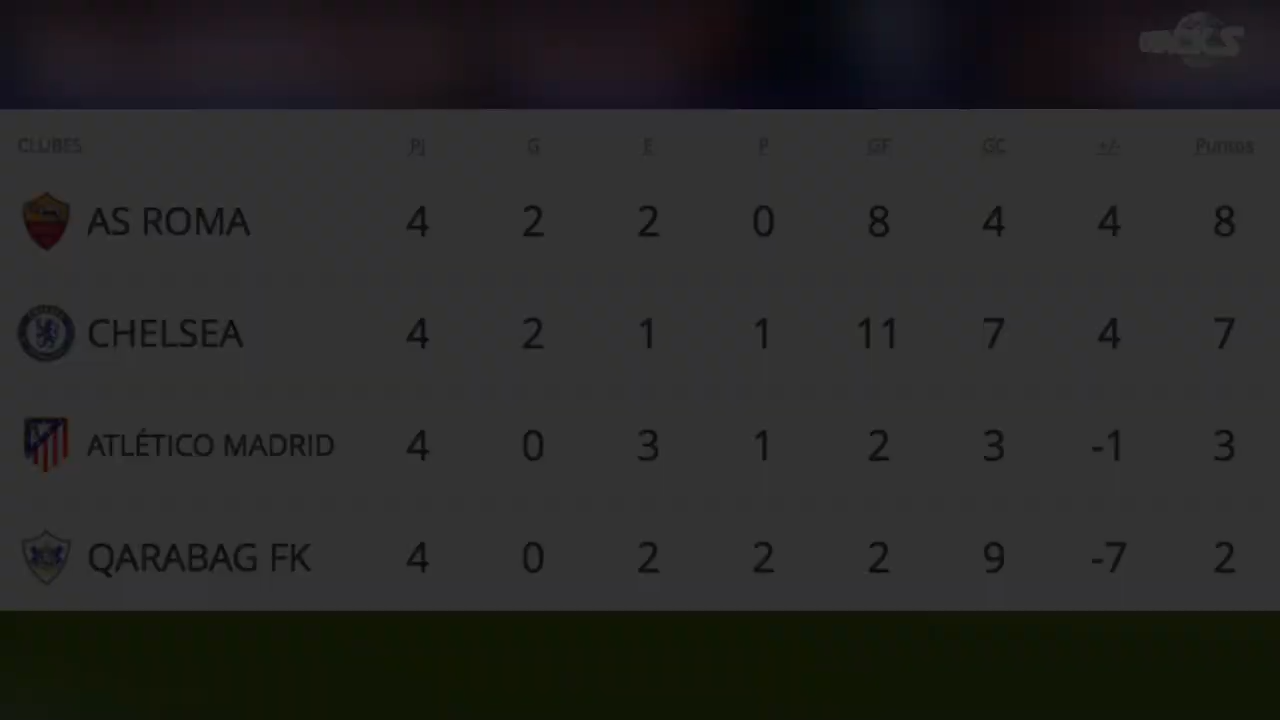 CLUBES PJ G E P GF GC +/- Puntos
AS ROMA 4 2 2 0 8 4 4 8
CHELSEA 4 2 1 1 11 7 4 7
ATLÉTICO MADRID 4 0 3 1 2 3 -1 3
QARABAG FK 4 0 2 2 2 9 -7 2